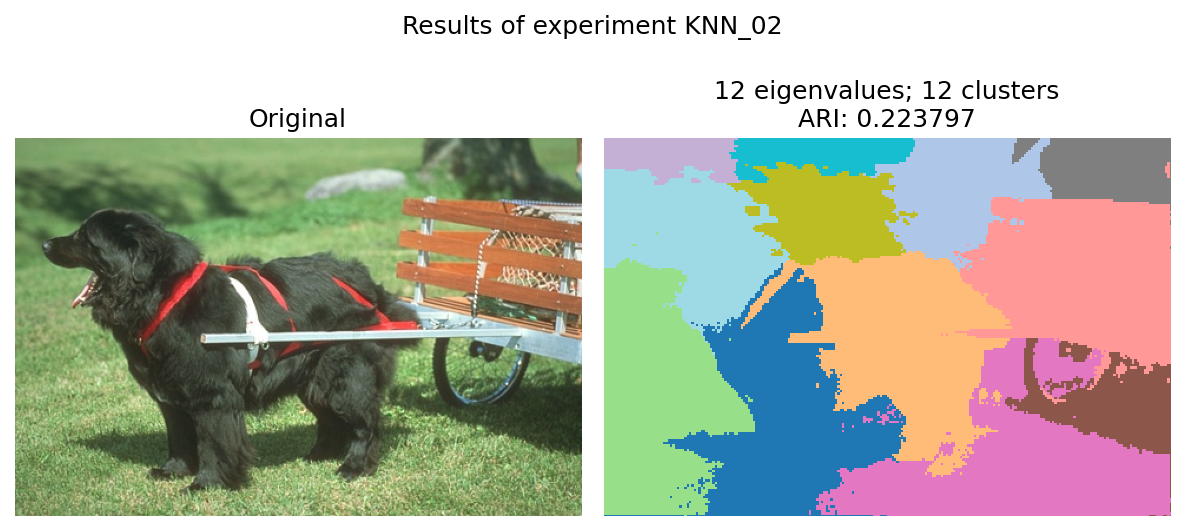 Results of experiment KNN_02
Original
12 eigenvalues; 12 clusters
ARI: 0.223797